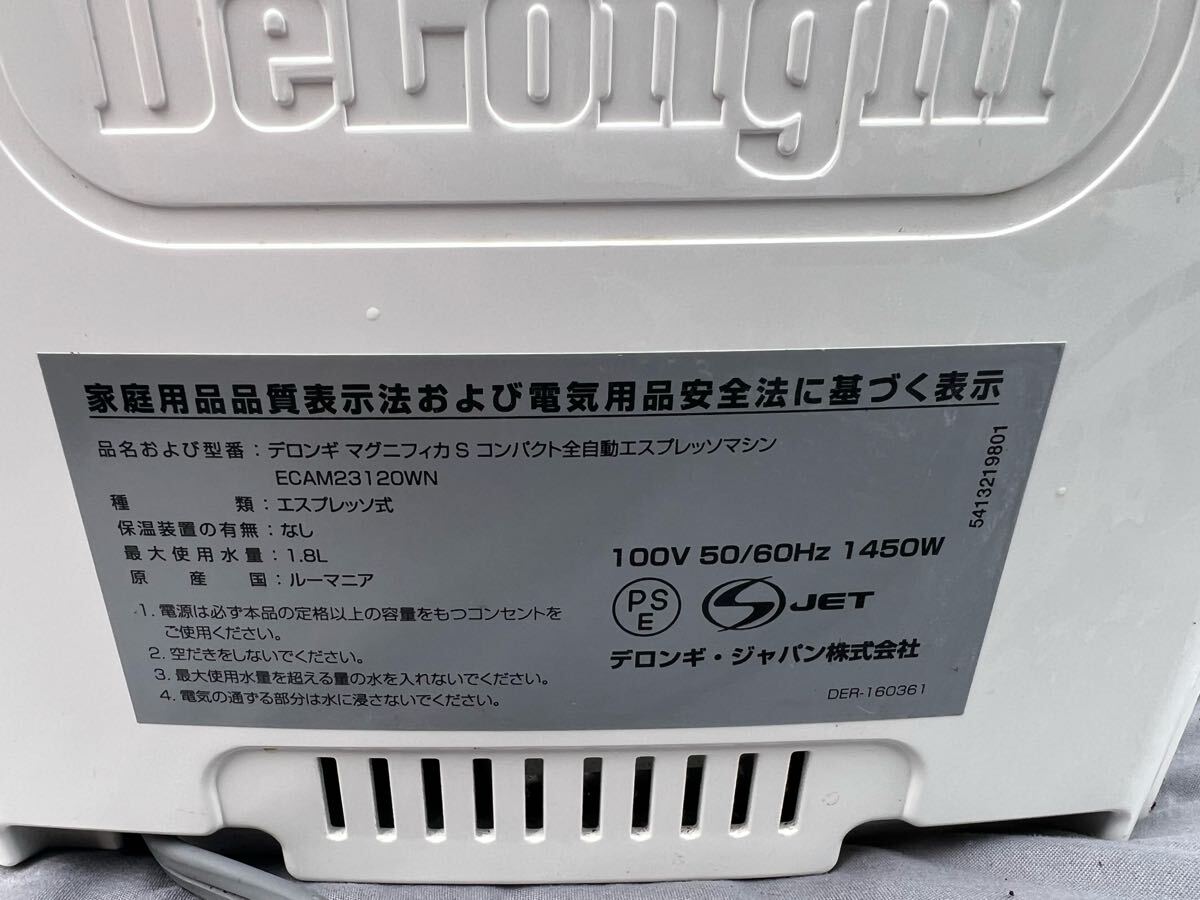 DeLonghi
家庭用品品質表示法および電気用品安全法に基づく表示
品名および型番：デロンギ マグニフィカ S コンパクト全自動エスプレッソマシン
ECAM23120WN
種類：エスプレッソ式
保温装置の有無：なし
最大使用水量：1.8L
原産国：ルーマニア
1. 電源は必ず本品の定格以上の容量をもつコンセントを
ご使用ください。
2. 空だきをしないでください。
3. 最大使用水量を超える量の水を入れないでください。
4. 電気の通ずる部分は水に浸さないでください。
100V 50/60Hz 1450W
PS
E
JET
デロンギ・ジャパン株式会社
DER-160361
5413219801